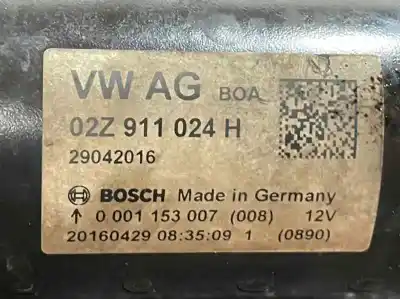 VW AG BOA
02Z 911 024 H
29042016
BOSCH Made in Germany
↑ 0 001 153 007 (008) 12V
20160429 08:35:09 1 (0890)